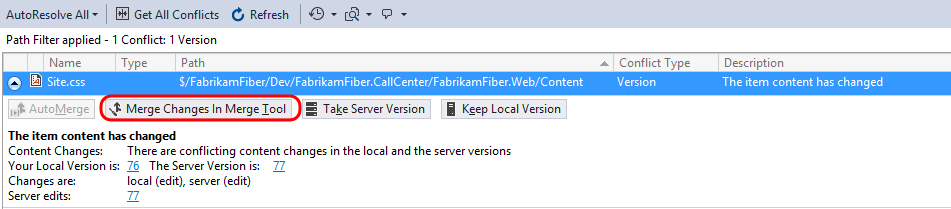 AutoResolve All Get All Conflicts Refresh
Path Filter applied - 1 Conflict: 1 Version
Name Type Path Conflict Type Description
Site.css $/FabrikamFiber/Dev/FabrikamFiber.CallCenter/FabrikamFiber.Web/Content Version The item content has changed
AutoMerge Merge Changes In Merge Tool Take Server Version Keep Local Version
The item content has changed
Content Changes: There are conflicting content changes in the local and the server versions
Your Local Version is: 76 The Server Version is: 77
Changes are: local (edit), server (edit)
Server edits: 77